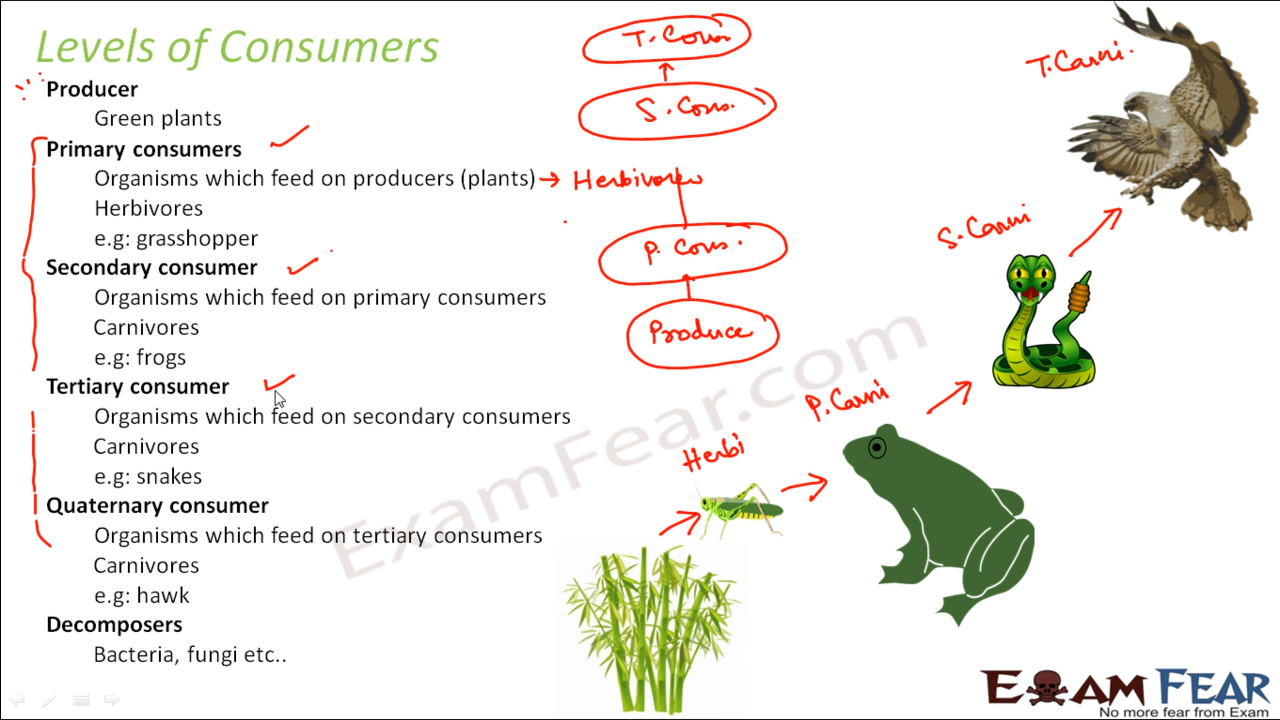 Levels of Consumers
Producer
Green plants
Primary consumers
Organisms which feed on producers (plants) → Herbivores
Herbivores
e.g: grasshopper
Secondary consumer
Organisms which feed on primary consumers
Carnivores
e.g: frogs
Tertiary consumer
Organisms which feed on secondary consumers
Carnivores
e.g: snakes
Quaternary consumer
Organisms which feed on tertiary consumers
Carnivores
e.g: hawk
Decomposers
Bacteria, fungi etc..
T. Cons.
S. Cons.
P. Cons.
Produce
Herbi
P. Carni
S. Carni
T. Carni.
ExamFear.com
EXAM FEAR
No more fear from Exam